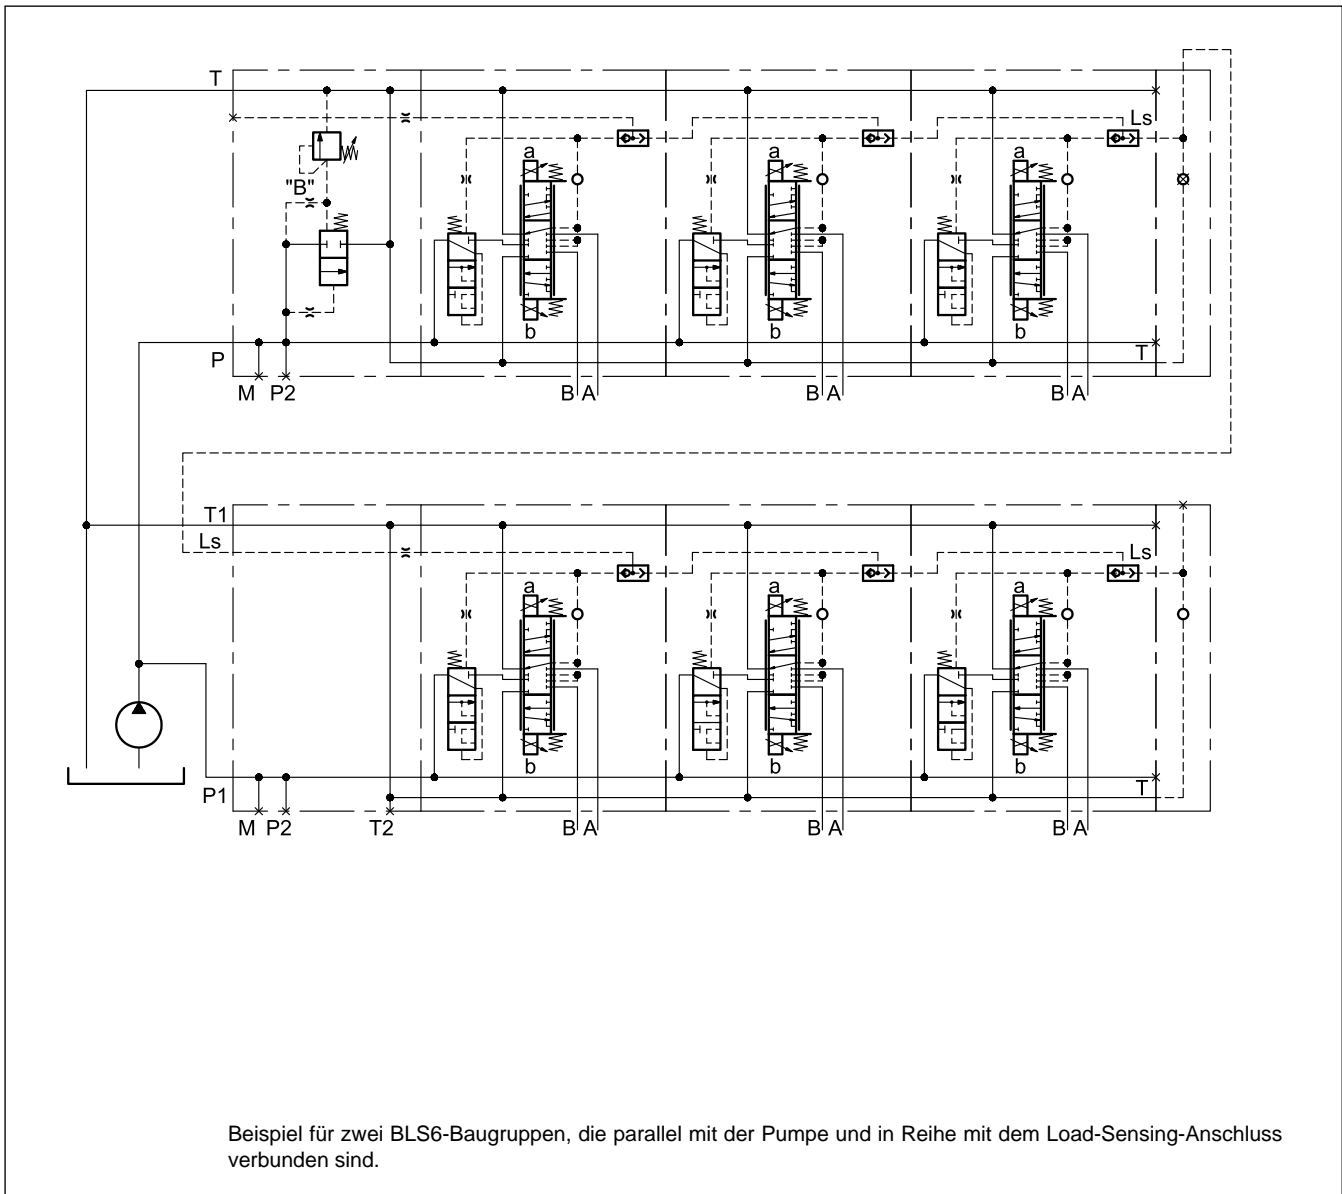 T
Ls
a
a
a
"B"
b
b
b
P
T
M P2
B A
B A
B A
T1
Ls
Ls
a
a
a
b
b
b
P1
T
M P2
T2
B A
B A
B A
Beispiel für zwei BLS6-Baugruppen, die parallel mit der Pumpe und in Reihe mit dem Load-Sensing-Anschluss
verbunden sind.